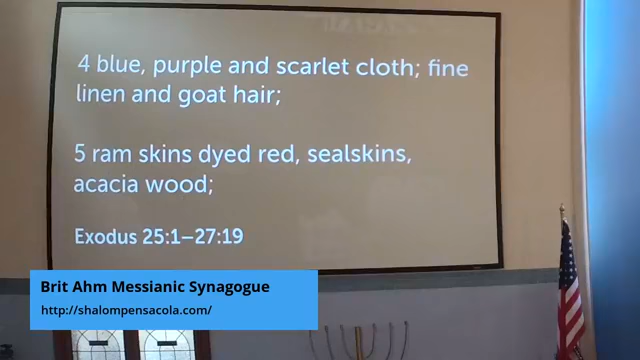 4 blue, purple and scarlet cloth; fine
linen and goat hair;
5 ram skins dyed red, sealskins,
acacia wood;
Exodus 25:1–27:19
Brit Ahm Messianic Synagogue
http://shalompensacola.com/